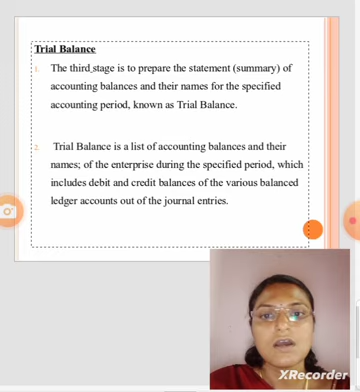 Trial Balance
1. The third stage is to prepare the statement (summary) of
accounting balances and their names for the specified
accounting period, known as Trial Balance.
2. Trial Balance is a list of accounting balances and their
names; of the enterprise during the specified period, which
includes debit and credit balances of the various balanced
ledger accounts out of the journal entries.
XRecorder